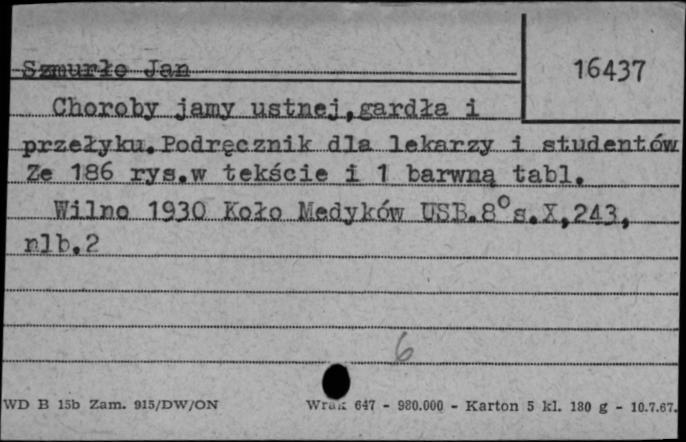 Szmurło Jan
16437
Choroby jamy ustnej,gardła i
przełyku.Podręcznik dla lekarzy i studentów
Ze 186 rys.w tekście i 1 barwną tabl.
Wilno 1930 Koło Medyków USB.8°s.X,243,
nlb.2
6
WD B 15b Zam. 915/DW/ON
647 - 980.000 - Karton 5 kl. 180 g - 10.7.67.